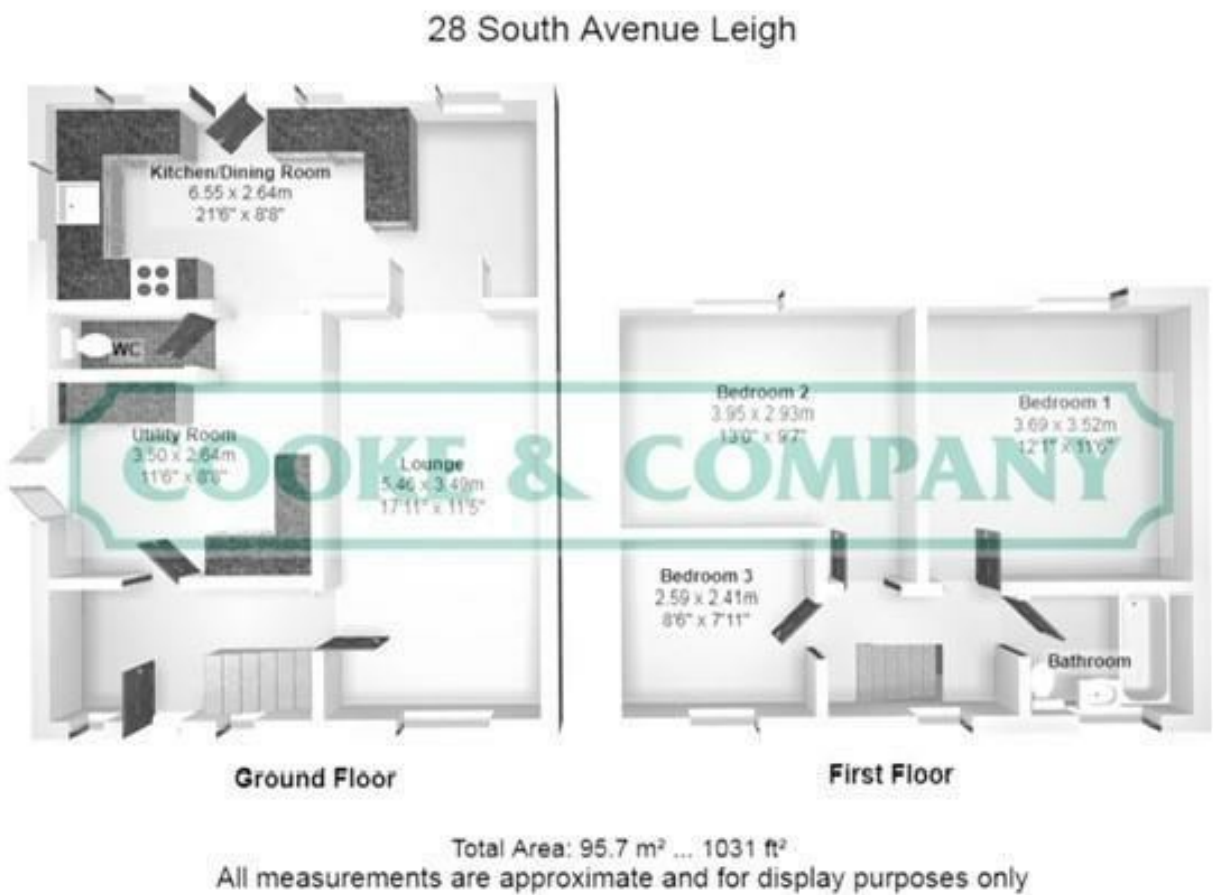 28 South Avenue Leigh
Kitchen/Dining Room
6.55 x 2.64m
21'6" x 8'8"
WC
Utility Room
3.50 x 2.64m
11'6" x 8'8"
Lounge
5.46 x 3.49m
17'11" x 11'5"
Bedroom 2
3.95 x 2.93m
13'0" x 9'7"
Bedroom 1
3.69 x 3.52m
12'1" x 11'6"
COOKE & COMPANY
Bedroom 3
2.59 x 2.41m
8'6" x 7'11"
Bathroom
Ground Floor
First Floor
Total Area: 95.7 m² ... 1031 ft²
All measurements are approximate and for display purposes only